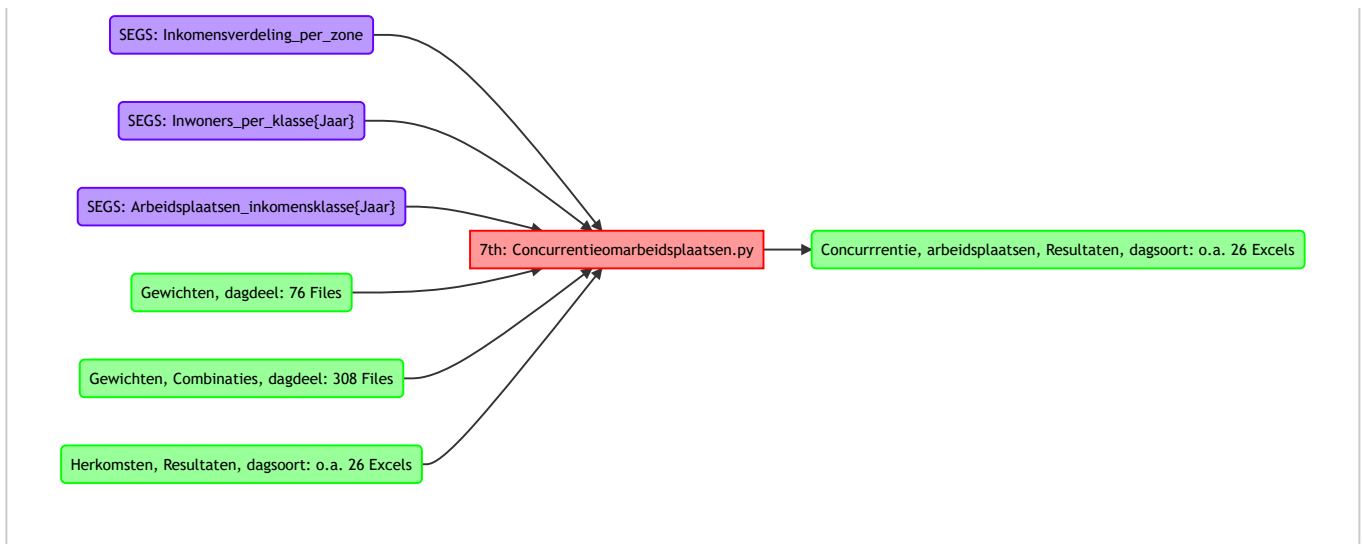 SEGS: Inkomensverdeling_per_zone
SEGS: Inwoners_per_klasse{Jaar}
SEGS: Arbeidsplaatsen_inkomensklasse{Jaar}
7th: Concurrentieomarbeidsplaatsen.py
Concurrrentie, arbeidsplaatsen, Resultaten, dagsoort: o.a. 26 Excels
Gewichten, dagdeel: 76 Files
Gewichten, Combinaties, dagdeel: 308 Files
Herkomsten, Resultaten, dagsoort: o.a. 26 Excels